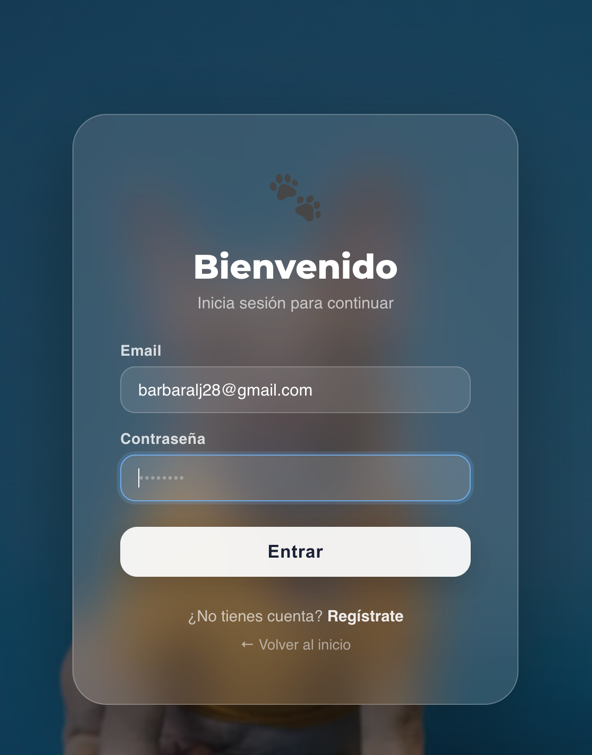 Bienvenido
Inicia sesión para continuar
Email
barbaralj28@gmail.com
Contraseña
••••••••
Entrar
¿No tienes cuenta? Regístrate
← Volver al inicio